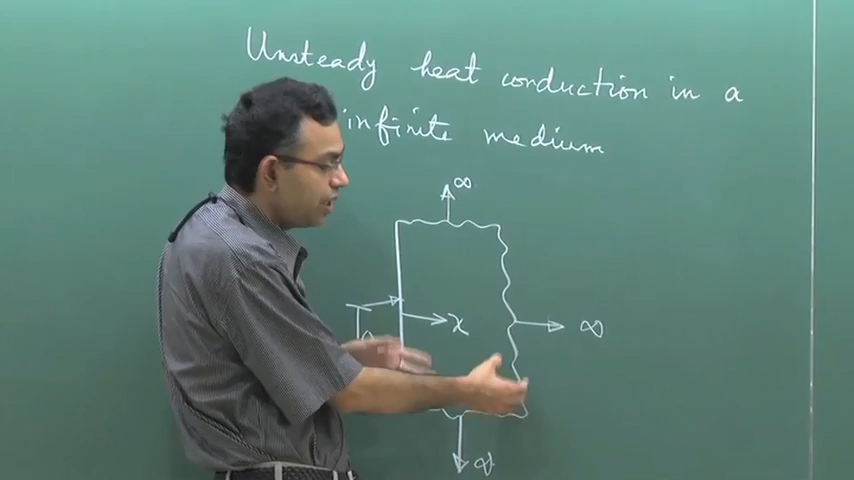 Unsteady heat conduction in a
infinite medium
∞
x
∞